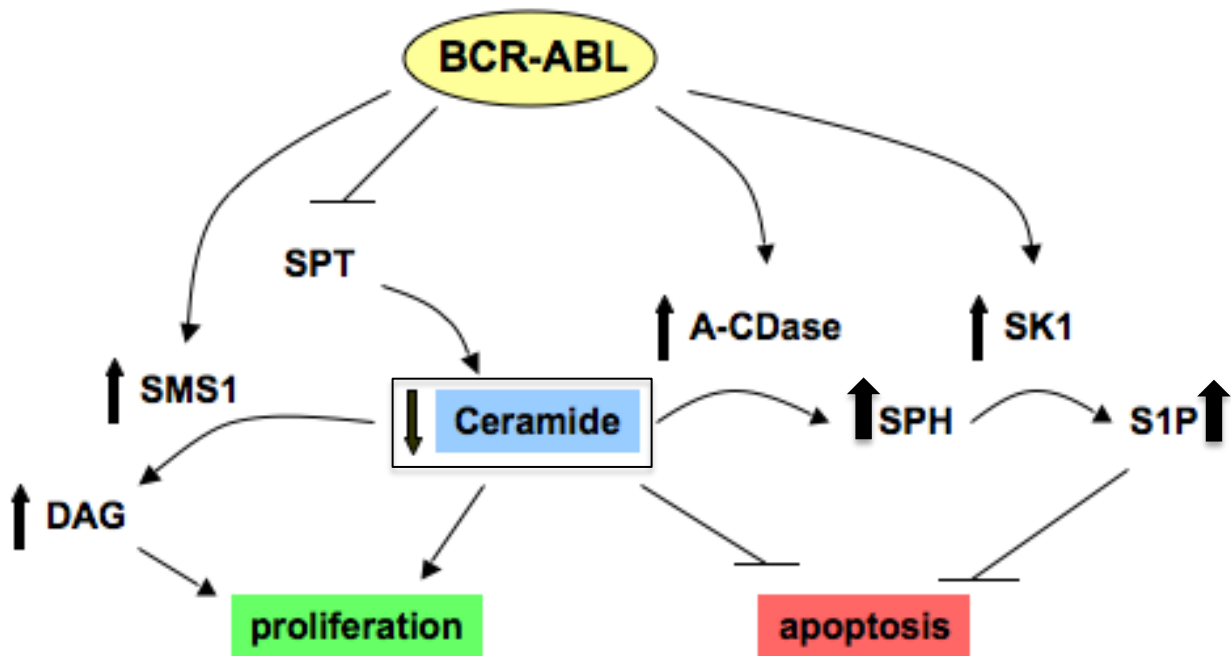 BCR-ABL
SPT
A-CDase
SK1
SMS1
Ceramide
SPH
S1P
DAG
proliferation
apoptosis